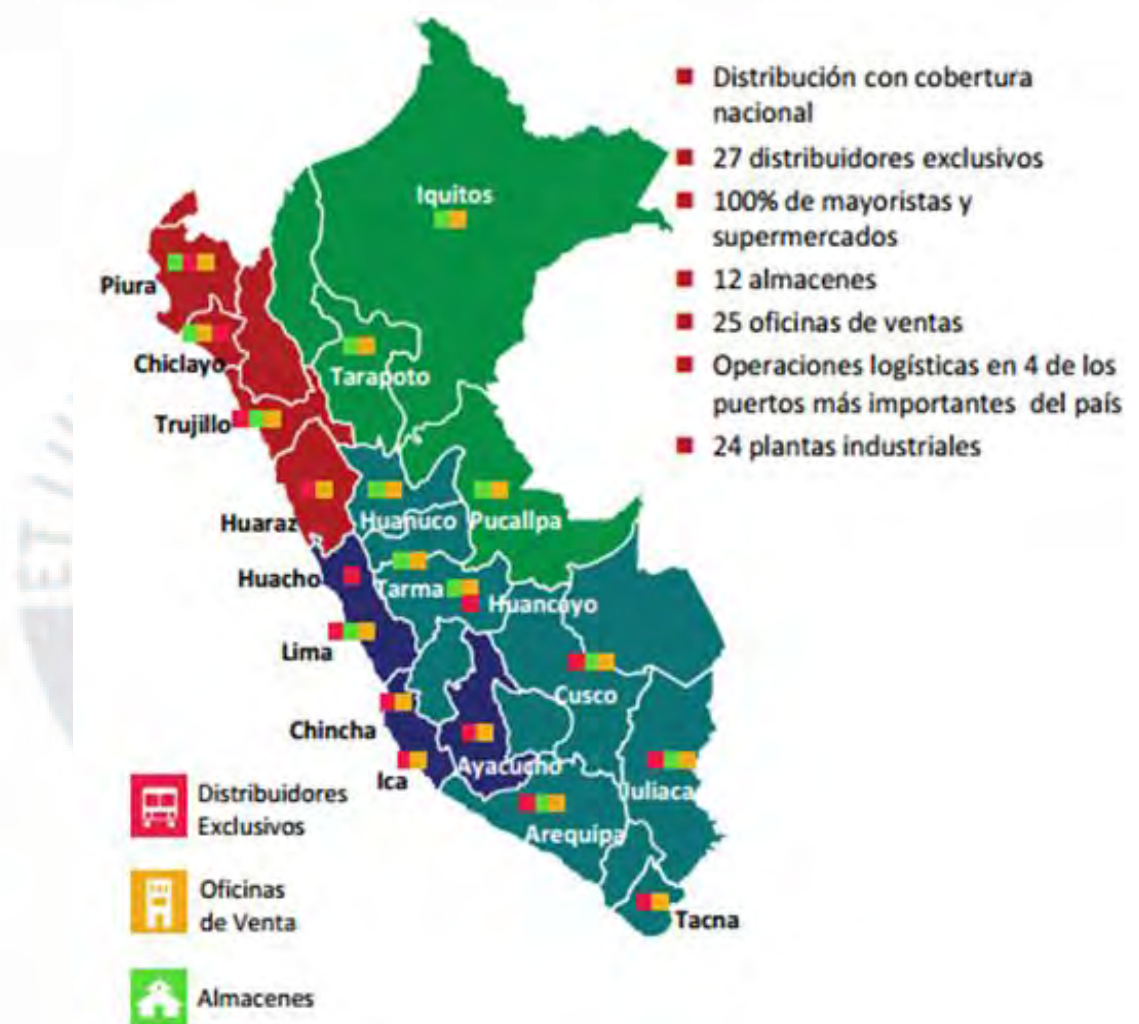 Distribución con cobertura
nacional
27 distribuidores exclusivos
100% de mayoristas y
supermercados
12 almacenes
25 oficinas de ventas
Operaciones logísticas en 4 de los
puertos más importantes del país
24 plantas industriales
Iquitos
Piura
Chiclayo
Tarapoto
Trujillo
Huaraz
Huanuco
Pucallpa
Huacho
Tarma
Huancayo
Lima
Cusco
Chincha
Ayacucho
Ica
Juliaca
Arequipa
Tacna
Distribuidores
Exclusivos
Oficinas
de Venta
Almacenes